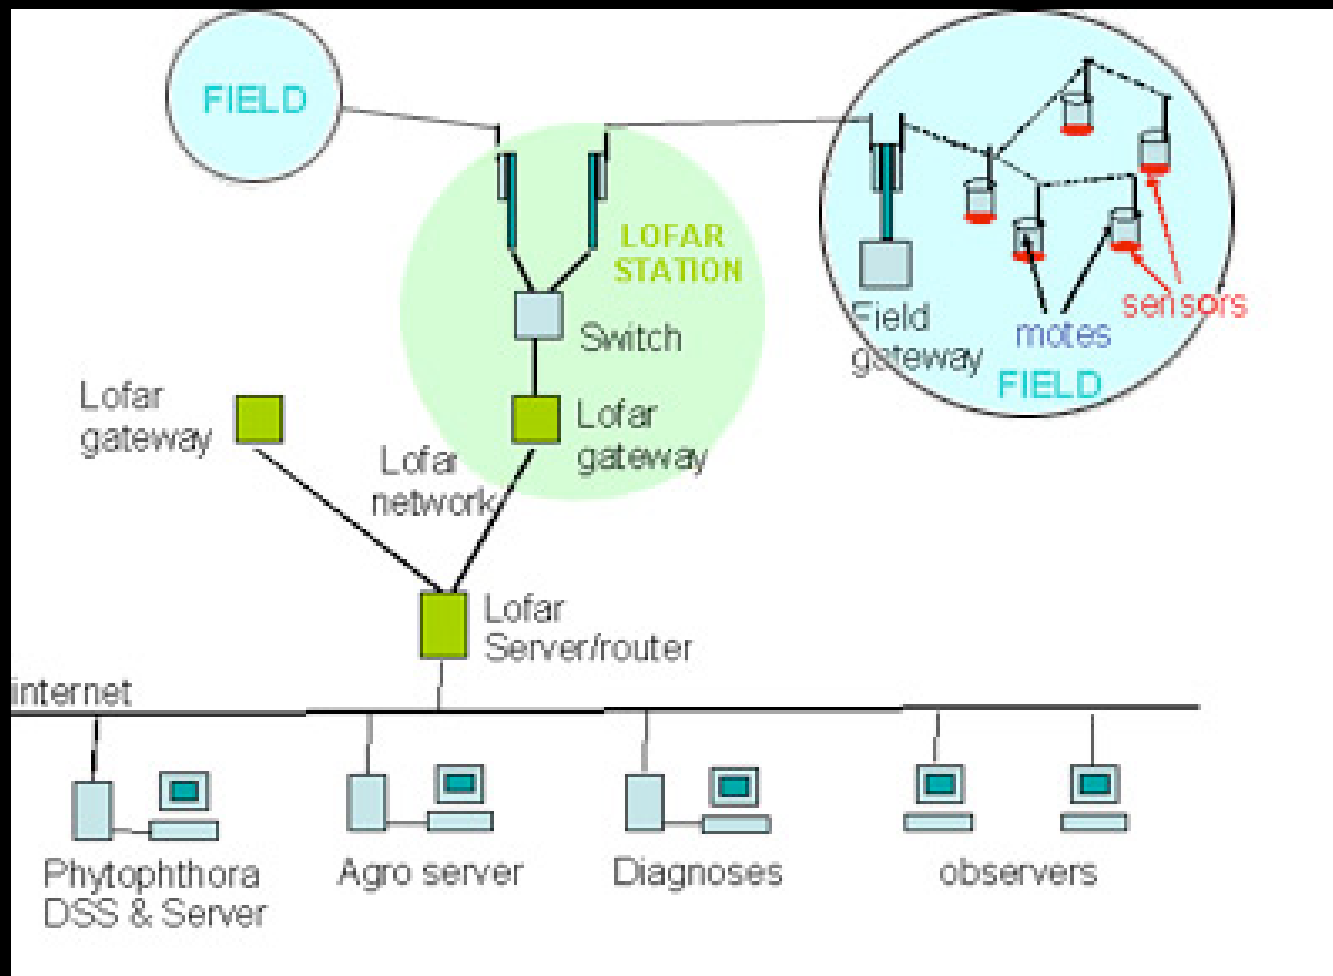 FIELD
LOFAR
STATION
Switch
Field
gateway
motes
sensors
FIELD
Lofar
gateway
Lofar
gateway
Lofar
network
Lofar
Server/router
internet
Phytophthora
DSS & Server
Agro server
Diagnoses
observers